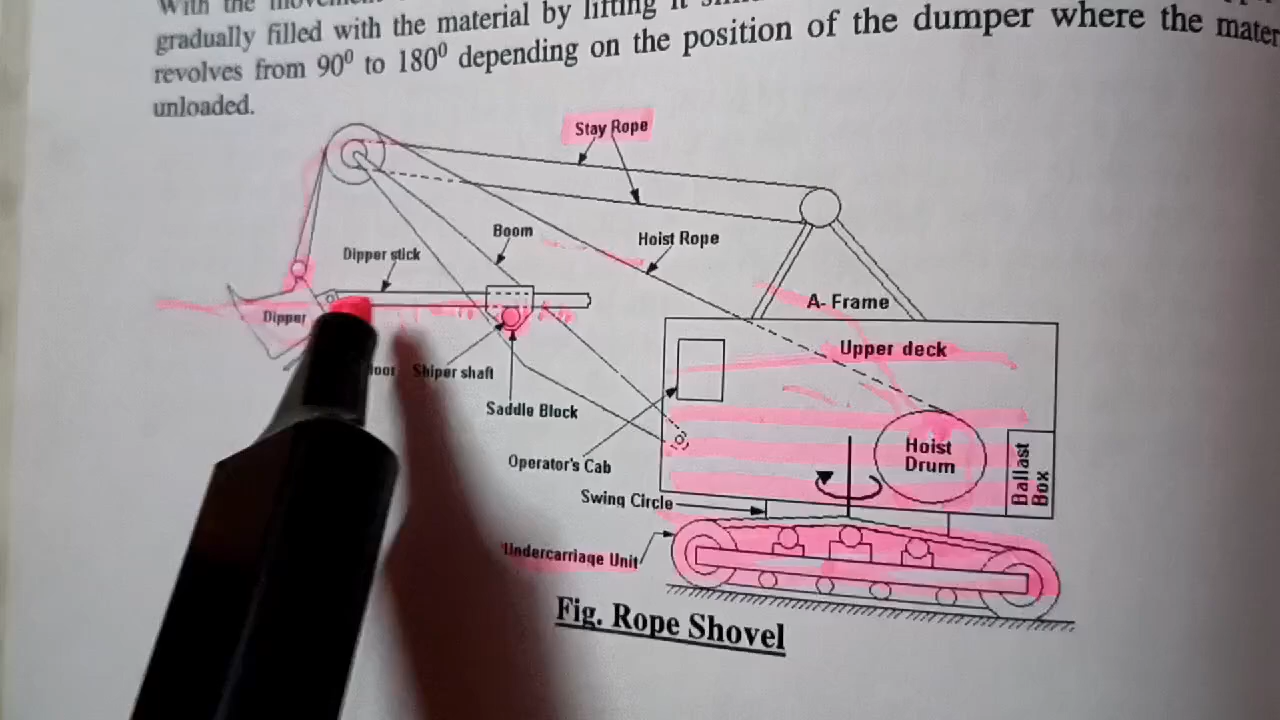 With the
gradually filled with the material by lifting it
revolves from 90⁰ to 180⁰ depending on the position of the dumper where the mater
unloaded.
Stay Rope
Boom
Hoist Rope
Dipper stick
A- Frame
Dipper
Upper deck
Shiper shaft
Saddle Block
Hoist
Drum
Ballast
Box
Operator's Cab
Swing Circle
Undercarriage Unit
Fig. Rope Shovel